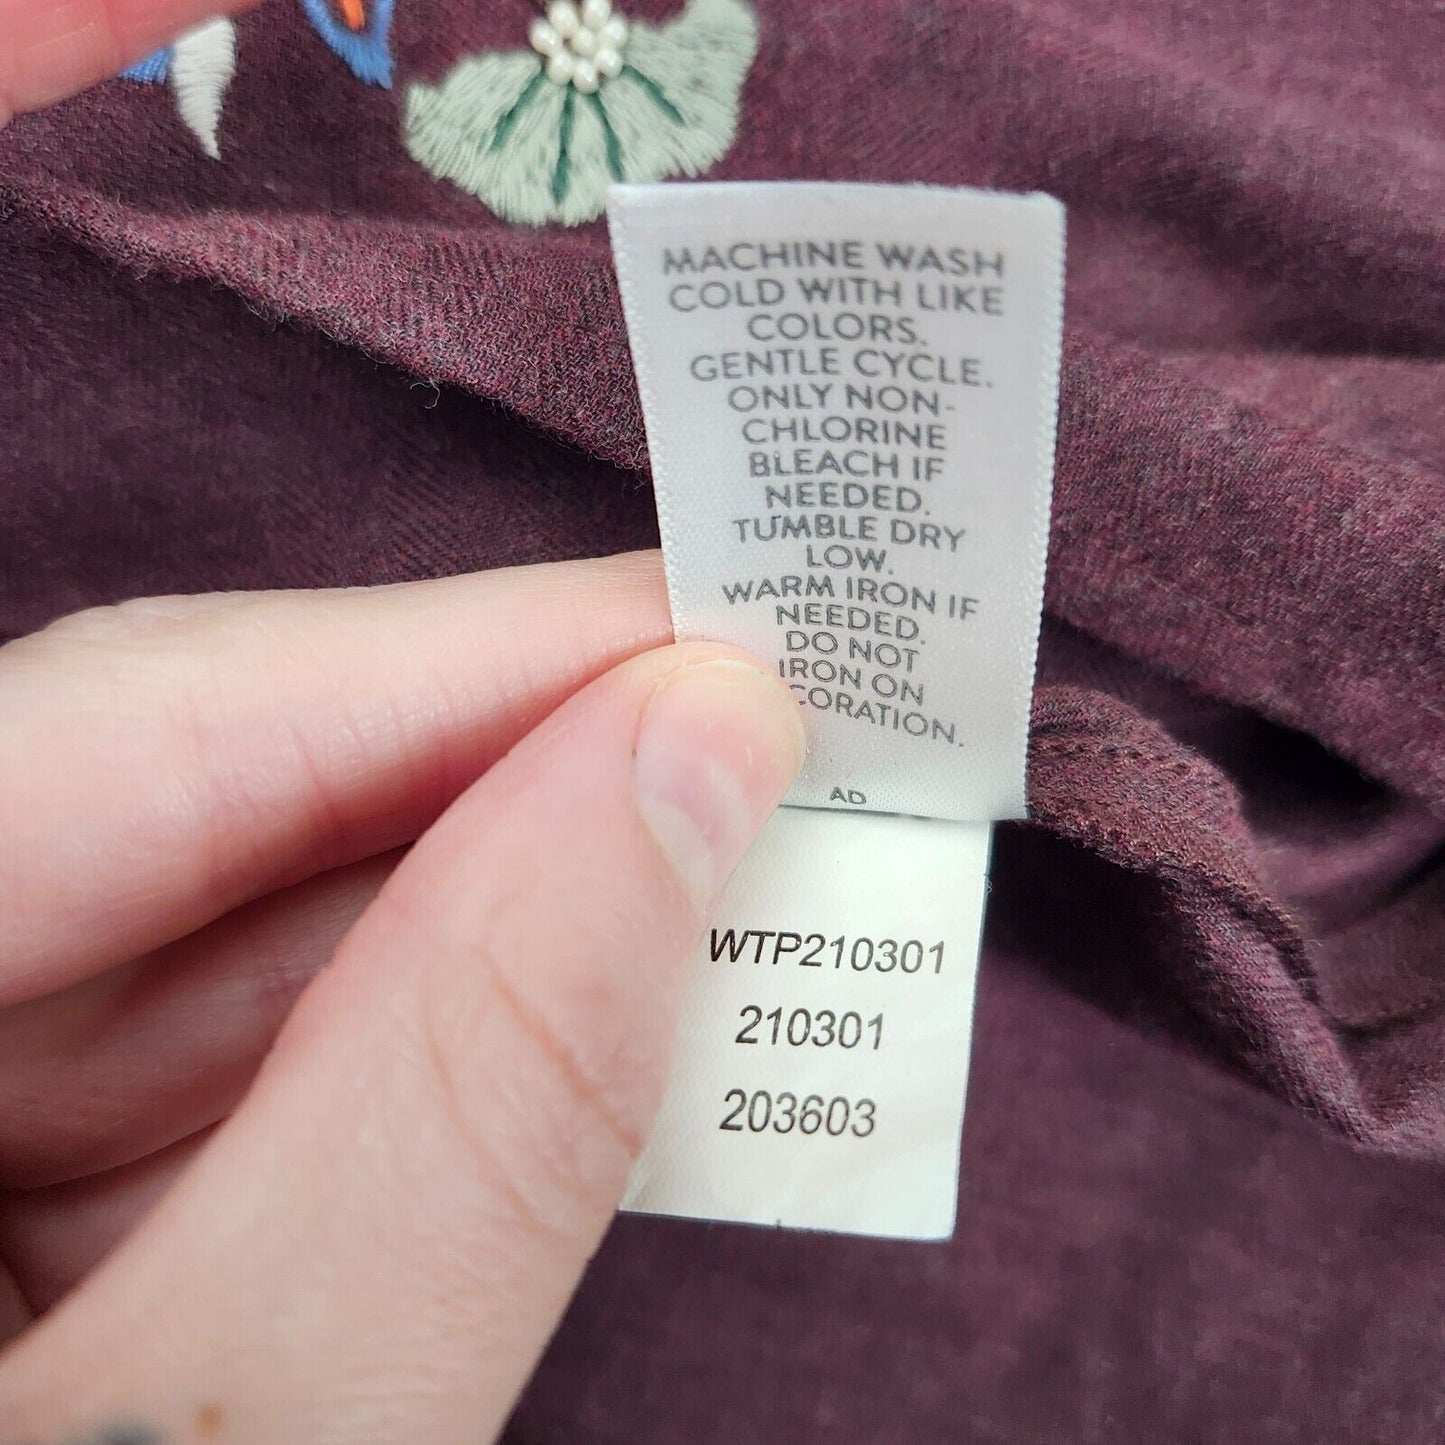 MACHINE WASH
COLD WITH LIKE
COLORS.
GENTLE CYCLE.
ONLY NON-
CHLORINE
BLEACH IF
NEEDED.
TUMBLE DRY
LOW.
WARM IRON IF
NEEDED.
DO NOT
IRON ON
CORATION.
AD
WTP210301
210301
203603